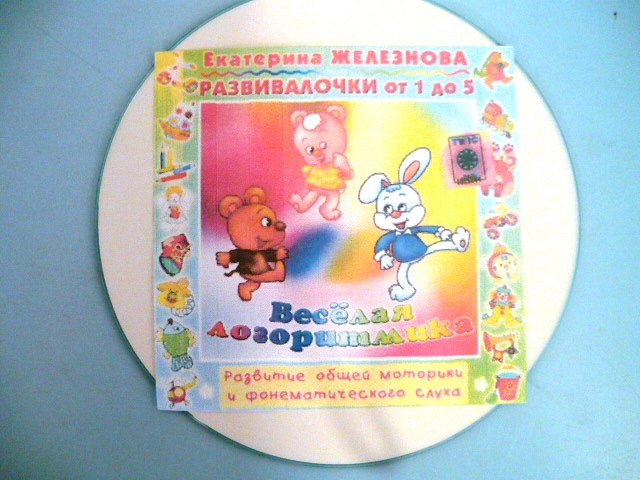 Екатерина ЖЕЛЕЗНОВА
РАЗВИВАЛОЧКИ от 1 до 5
Весёлая
логоритмика
Развитие общей моторики
и фонематического слуха